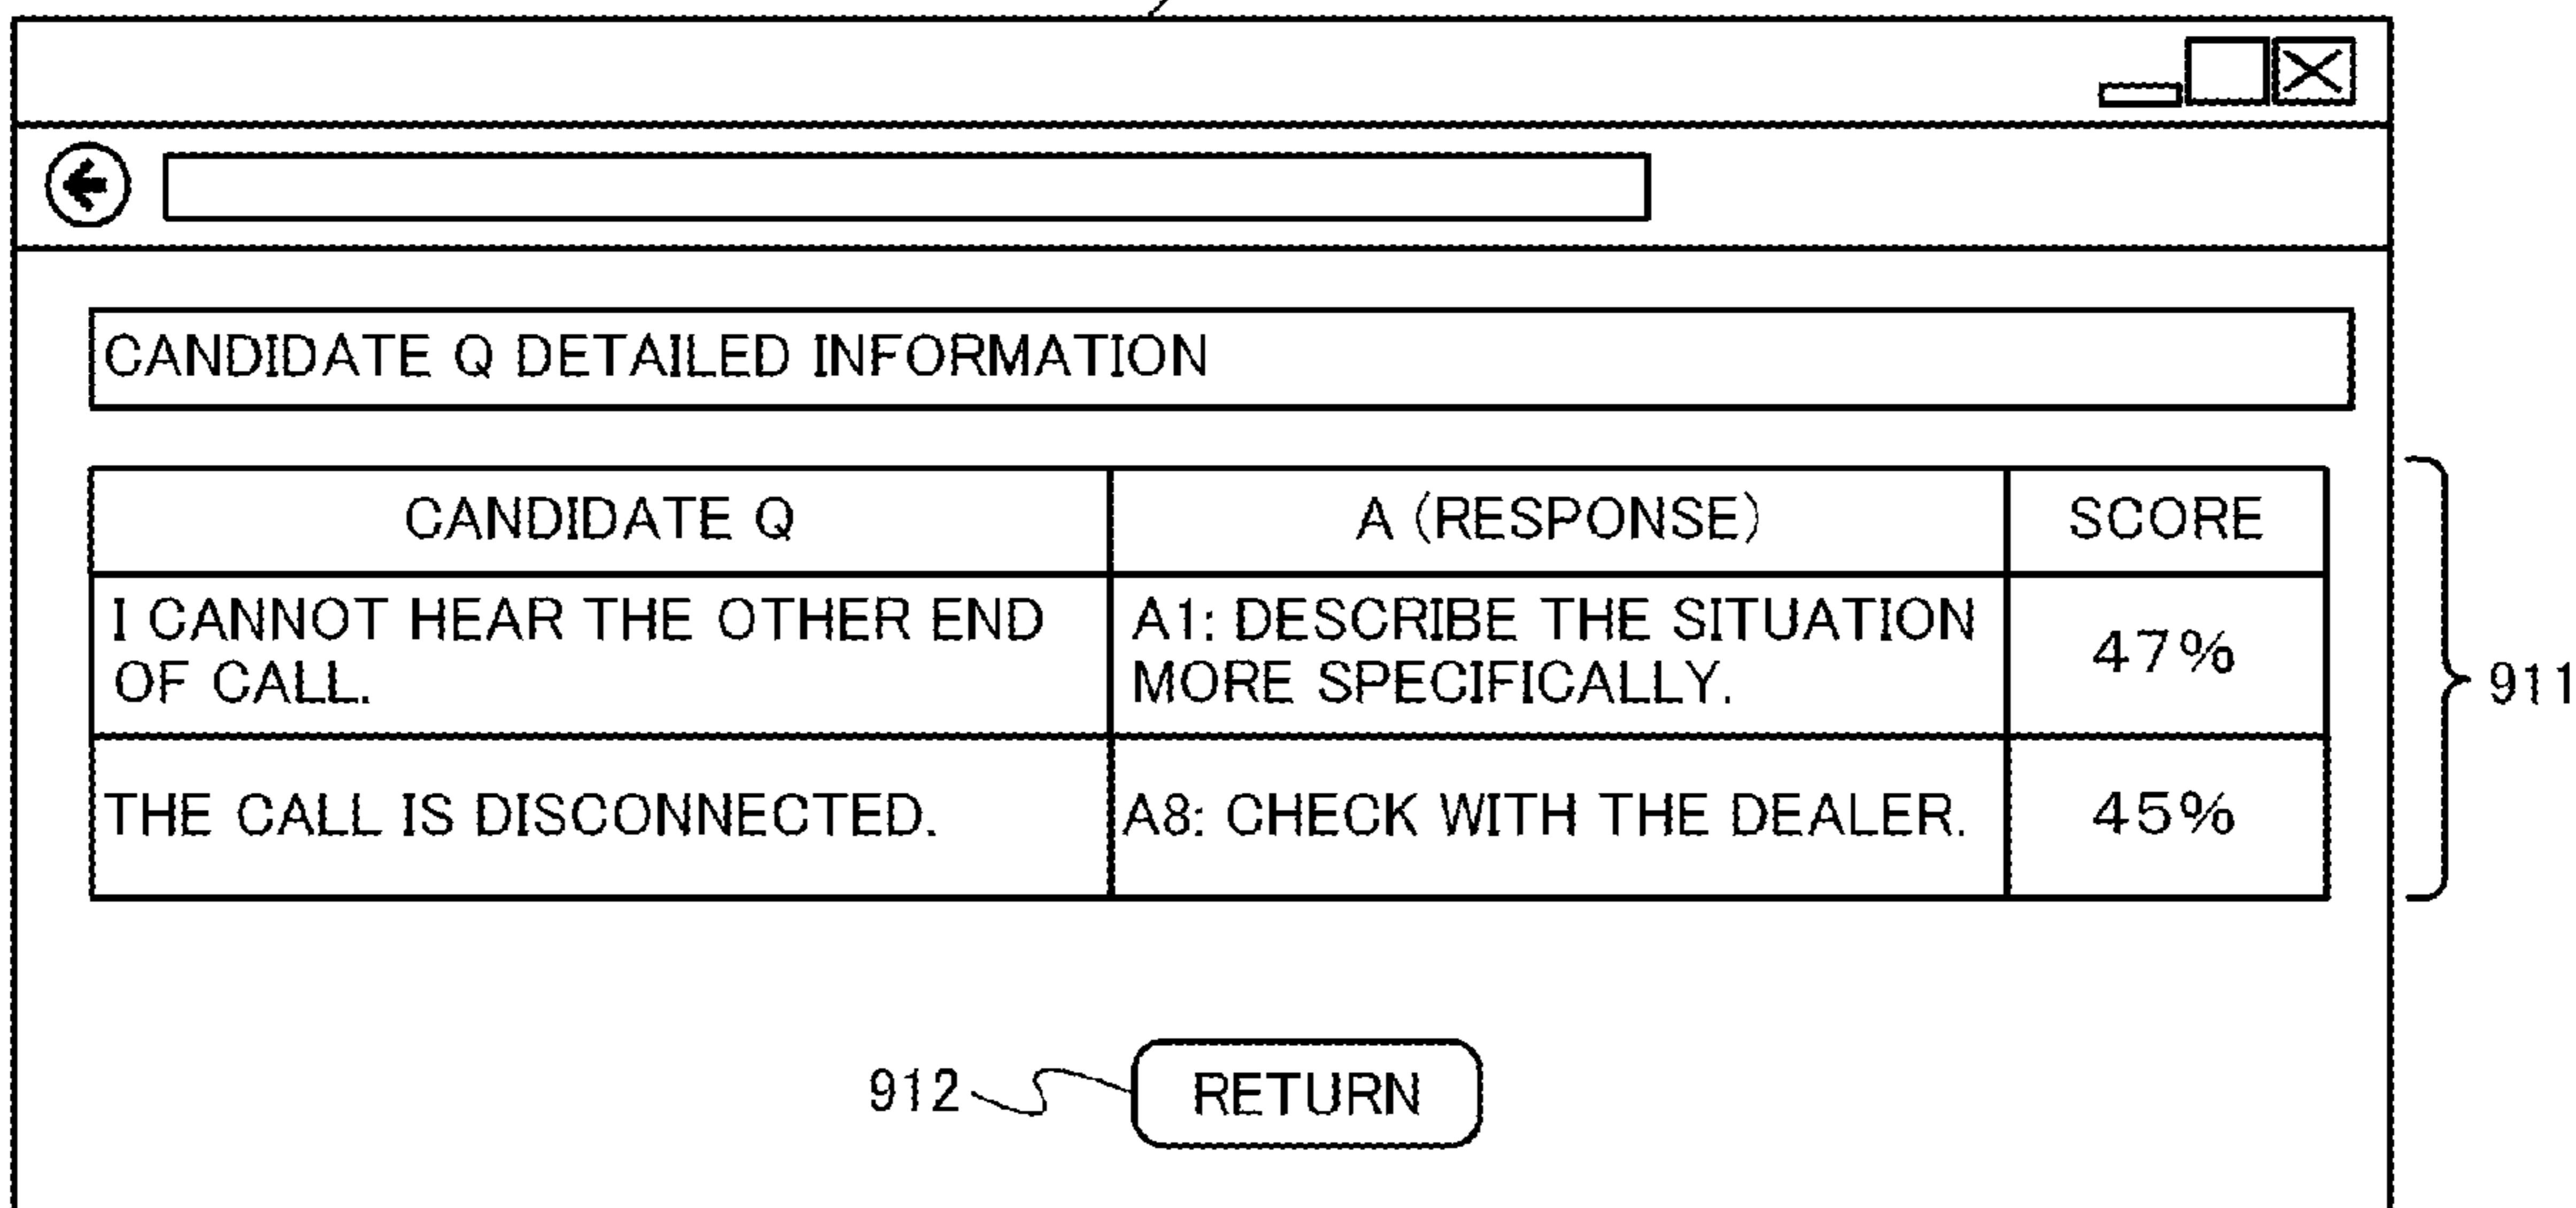 CANDIDATE Q DETAILED INFORMATION
CANDIDATE Q
A (RESPONSE)
SCORE
I CANNOT HEAR THE OTHER END
OF CALL.
A1: DESCRIBE THE SITUATION
MORE SPECIFICALLY.
47%
THE CALL IS DISCONNECTED.
A8: CHECK WITH THE DEALER.
45%
911
912
RETURN